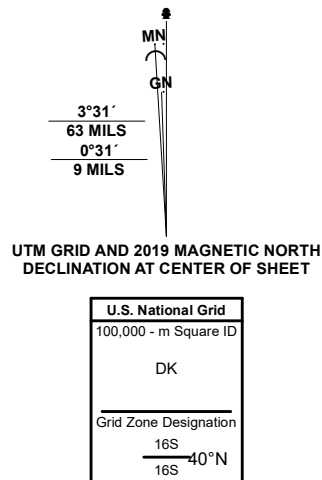 MN
GN
3°31´
63 MILS
0°31´
9 MILS
UTM GRID AND 2019 MAGNETIC NORTH
DECLINATION AT CENTER OF SHEET
U.S. National Grid
100,000 - m Square ID
DK
Grid Zone Designation
16S
40°N
16S